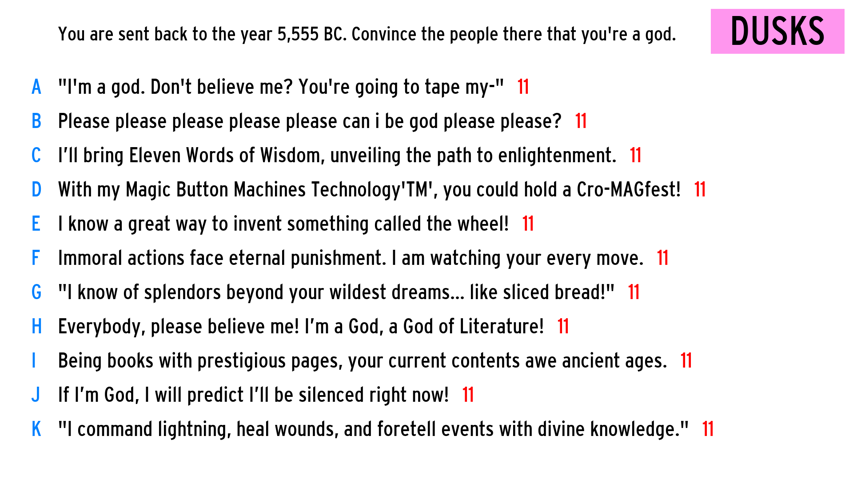 You are sent back to the year 5,555 BC. Convince the people there that you're a god.
DUSKS
A "I'm a god. Don't believe me? You're going to tape my-" 11
B Please please please please please can i be god please please? 11
C I'll bring Eleven Words of Wisdom, unveiling the path to enlightenment. 11
D With my Magic Button Machines Technology'TM', you could hold a Cro-MAGfest! 11
E I know a great way to invent something called the wheel! 11
F Immoral actions face eternal punishment. I am watching your every move. 11
G "I know of splendors beyond your wildest dreams... like sliced bread!" 11
H Everybody, please believe me! I'm a God, a God of Literature! 11
I Being books with prestigious pages, your current contents awe ancient ages. 11
J If I'm God, I will predict I'll be silenced right now! 11
K "I command lightning, heal wounds, and foretell events with divine knowledge." 11